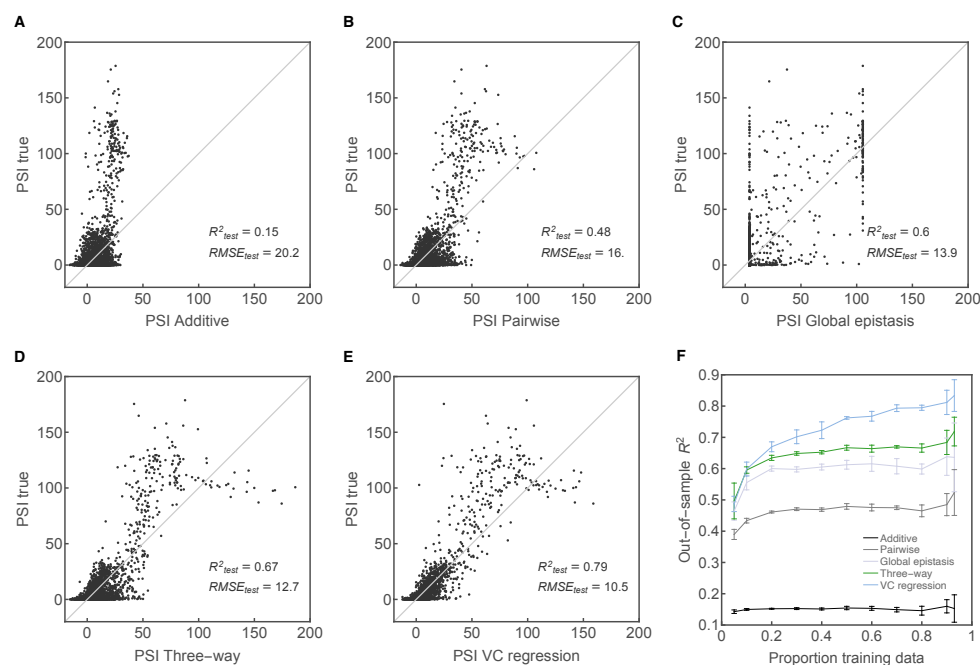 A
PSI true
200
150
100
50
0
R²test = 0.15
RMSEtest = 20.2
0 50 100 150 200
PSI Additive
B
PSI true
200
150
100
50
0
R²test = 0.48
RMSEtest = 16.
0 50 100 150 200
PSI Pairwise
C
PSI true
200
150
100
50
0
R²test = 0.6
RMSEtest = 13.9
0 50 100 150 200
PSI Global epistasis
D
PSI true
200
150
100
50
0
R²test = 0.67
RMSEtest = 12.7
0 50 100 150 200
PSI Three−way
E
PSI true
200
150
100
50
0
R²test = 0.79
RMSEtest = 10.5
0 50 100 150 200
PSI VC regression
F
Out−of−sample R²
0.9
0.8
0.7
0.6
0.5
0.4
0.3
0.2
0.1
Additive
Pairwise
Global epistasis
Three−way
VC regression
0 0.2 0.4 0.6 0.8 1
Proportion training data